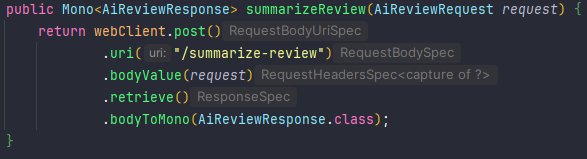 public Mono<AiReviewResponse> summarizeReview(AiReviewRequest request) {
return webClient.post() RequestBodyUriSpec
.uri( uri: "/summarize-review") RequestBodySpec
.bodyValue(request) RequestHeadersSpec<capture of ?>
.retrieve() ResponseSpec
.bodyToMono(AiReviewResponse.class);
}